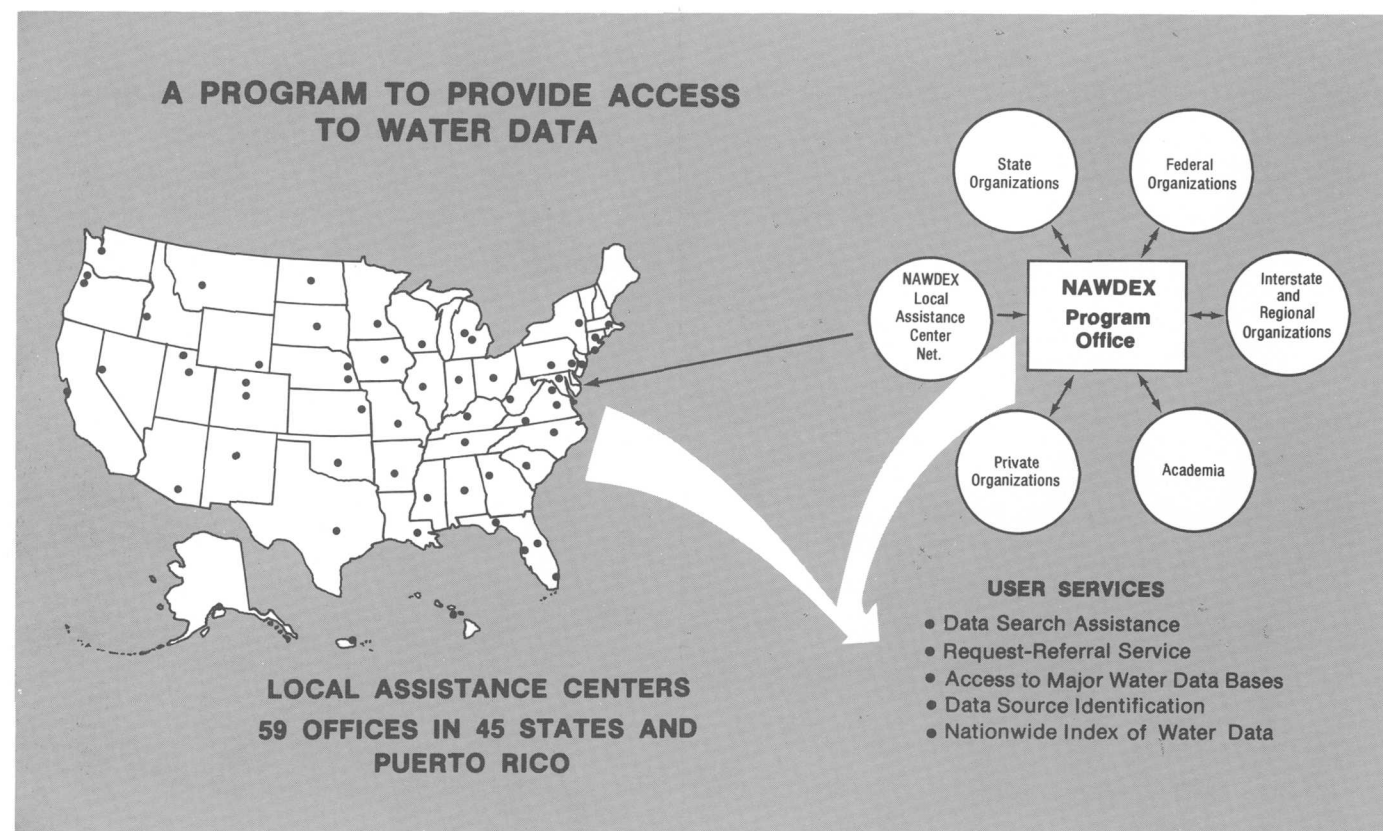 A PROGRAM TO PROVIDE ACCESS
TO WATER DATA
State
Organizations
Federal
Organizations
NAWDEX
Local
Assistance
Center
Net.
NAWDEX
Program
Office
Interstate
and
Regional
Organizations
Private
Organizations
Academia
LOCAL ASSISTANCE CENTERS
59 OFFICES IN 45 STATES AND
PUERTO RICO
USER SERVICES
• Data Search Assistance
• Request-Referral Service
• Access to Major Water Data Bases
• Data Source Identification
• Nationwide Index of Water Data